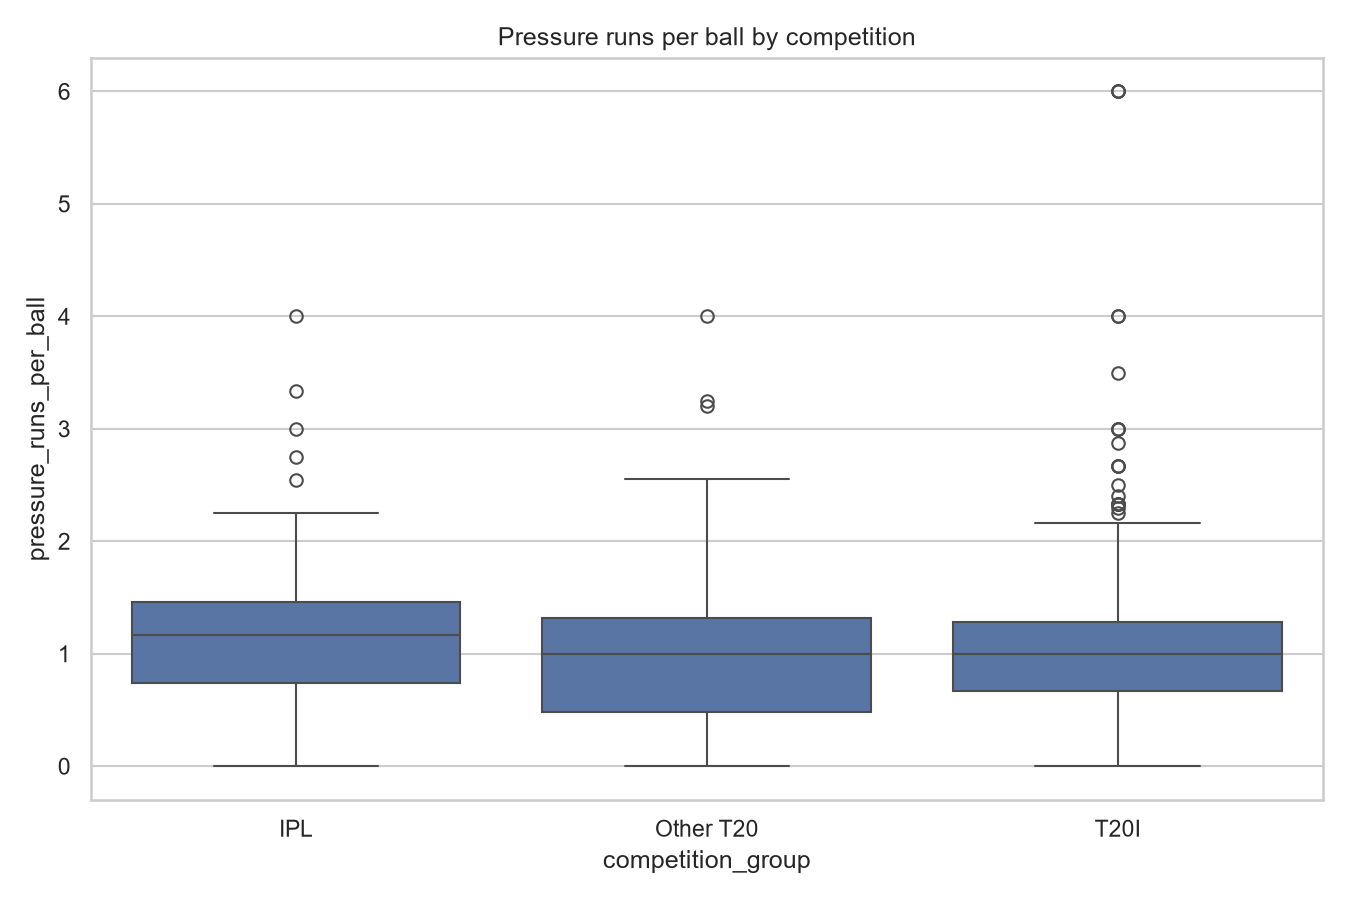 Pressure runs per ball by competition
pressure_runs_per_ball
6
5
4
3
2
1
0
IPL
Other T20
T20I
competition_group